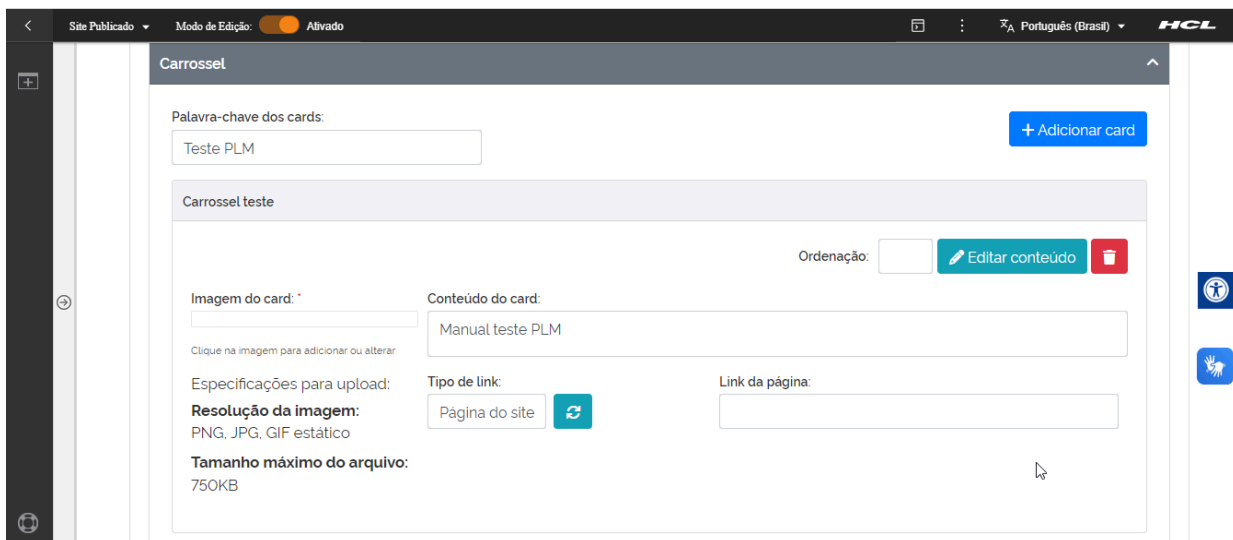 Site Publicado
Modo de Edição:
Ativado
Português (Brasil)
HCL
Carrossel
Palavra-chave dos cards:
+ Adicionar card
Teste PLM
Carrossel teste
Ordenação:
Editar conteúdo
Imagem do card: *
Conteúdo do card:
Manual teste PLM
Clique na imagem para adicionar ou alterar
Especificações para upload:
Tipo de link:
Link da página:
Resolução da imagem:
Página do site
PNG, JPG, GIF estático
Tamanho máximo do arquivo:
750KB